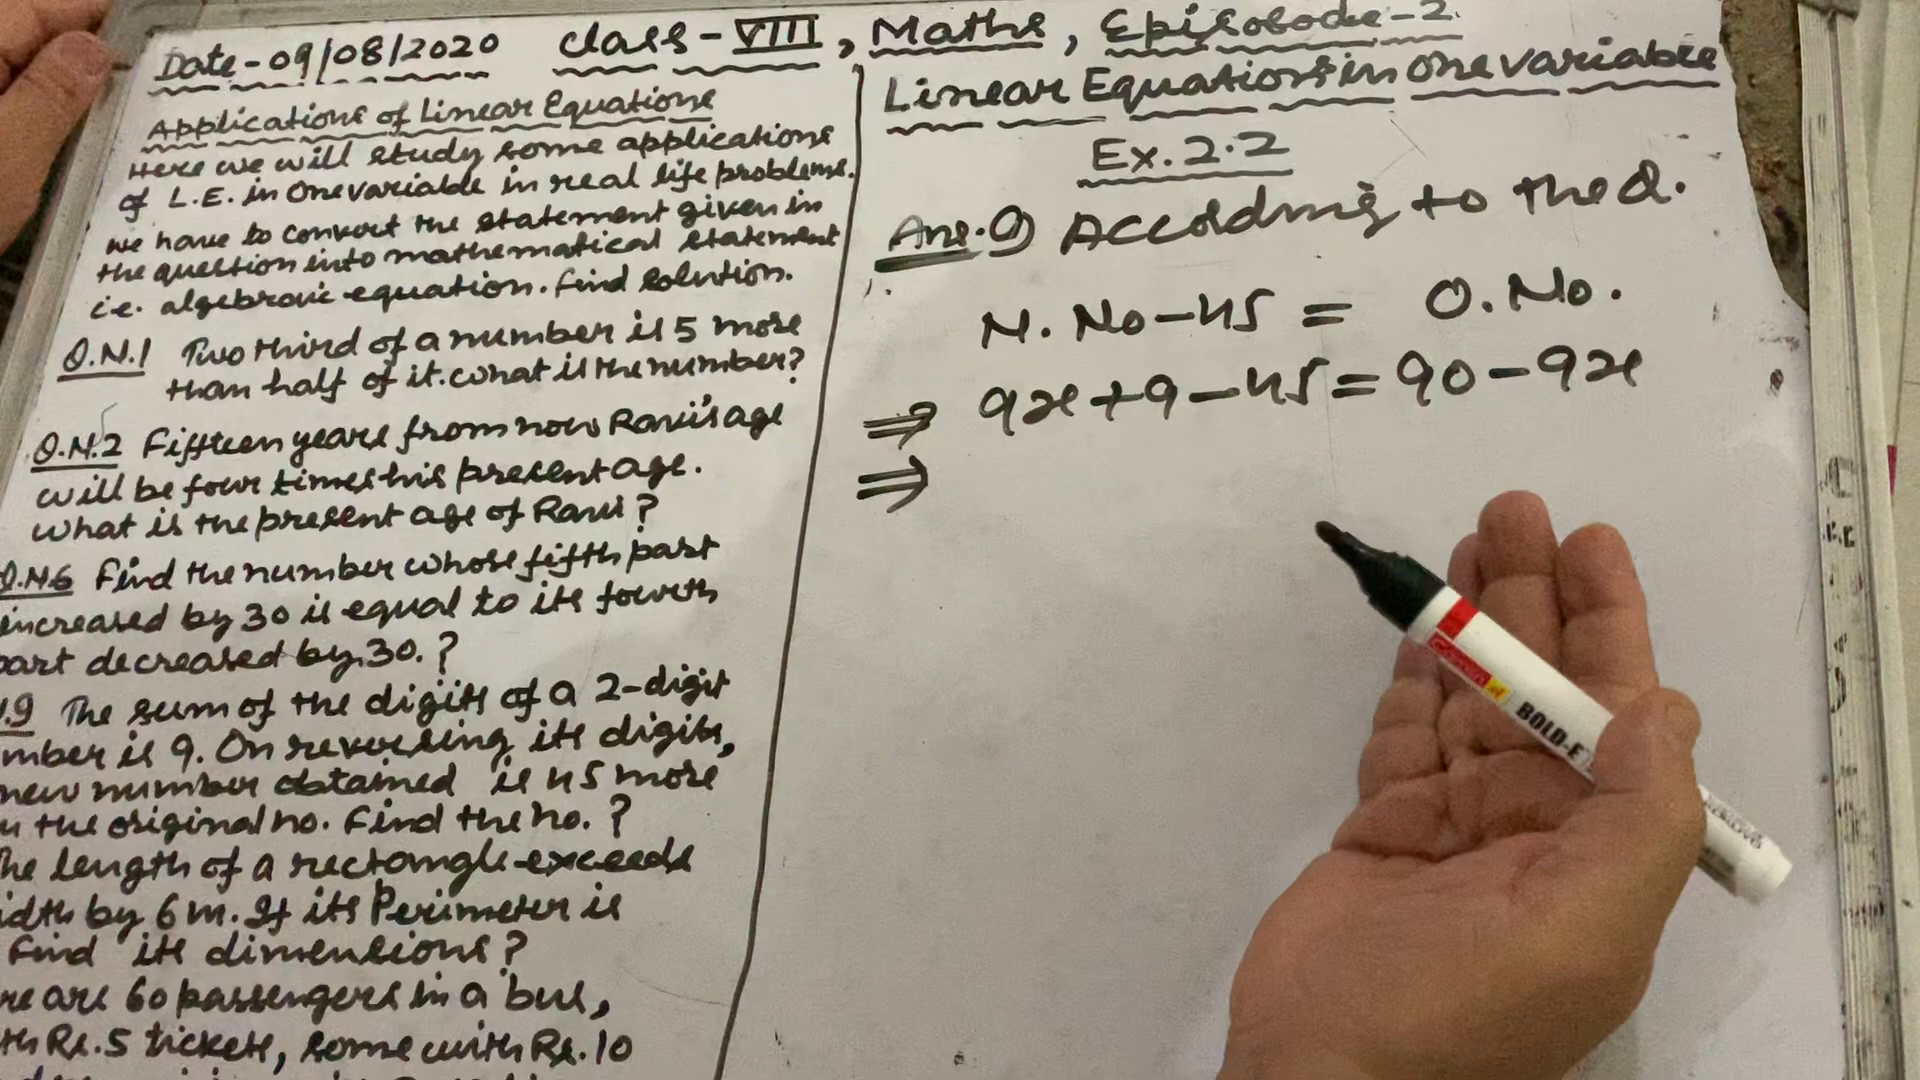 Date-09/08/2020 Class-VIII, Maths, Episobode-2
Applications of Linear Equations
Here we will study some applications
of L.E. in one variable in real life problems.
we have to convert the statement given in
the question into mathematical statement
i.e. algebraic equation. Find solution.
Q.N.1 Two third of a number is 5 more
than half of it. What is the number?
Q.N.2 Fifteen years from now Ravi's age
will be four times his present age.
What is the present age of Ravi?
Q.N.6 Find the number whose fifth part
increased by 30 is equal to its fourth
part decreased by 30.?
.9 The sum of the digits of a 2-digit
mber is 9. On reversing its digits,
new number obtained is 45 more
n the original no. Find the no.?
he length of a rectangle exceeds
idth by 6m. If its Perimeter is
Find its dimensions?
re are 60 passengers in a bus,
th Rs.5 tickets, some with Rs.10
Linear Equations in one variable
Ex. 2.2
Ans.9) According to the Q.
N. No-45 = O. No.
⇒ 9x+9-45=90-9x
⇒
BOLD-E